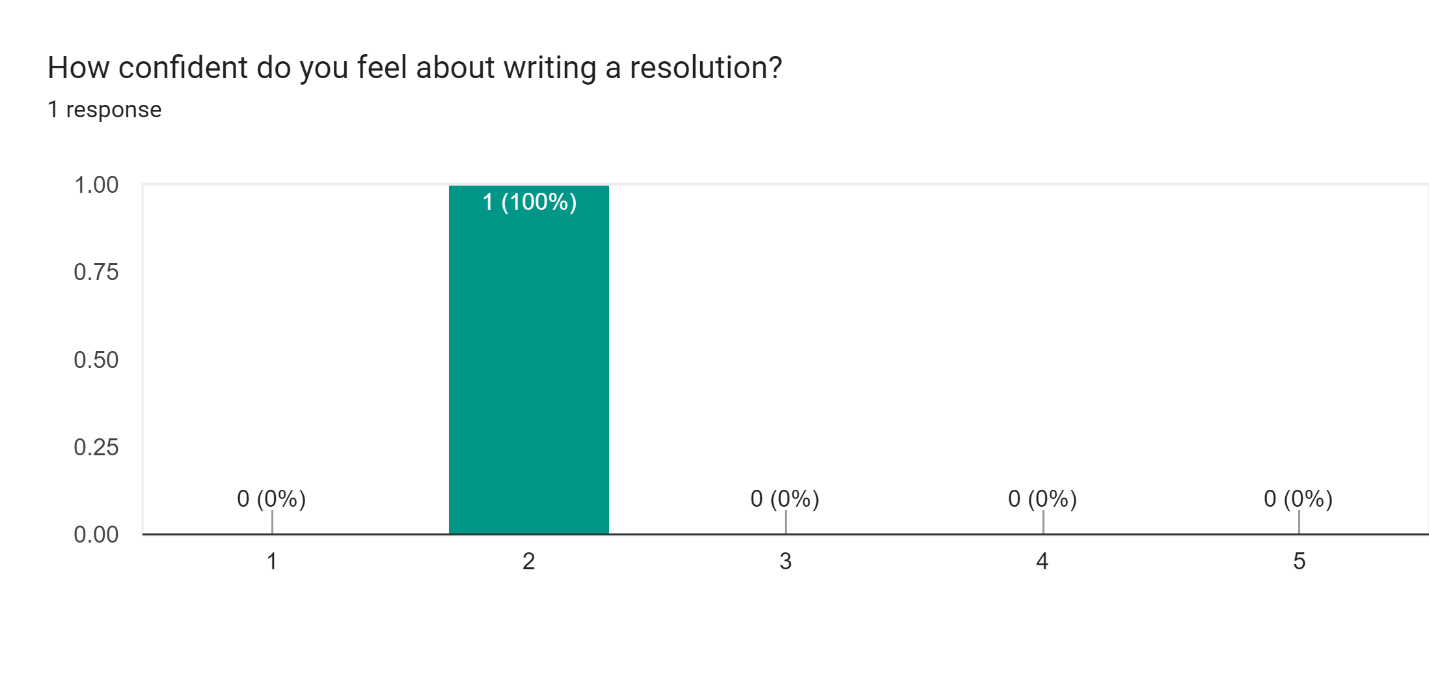 How confident do you feel about writing a resolution?
1 response
1.00
1 (100%)
0.75
0.50
0.25
0 (0%) 0 (0%) 0 (0%) 0 (0%)
0.00
1 2 3 4 5